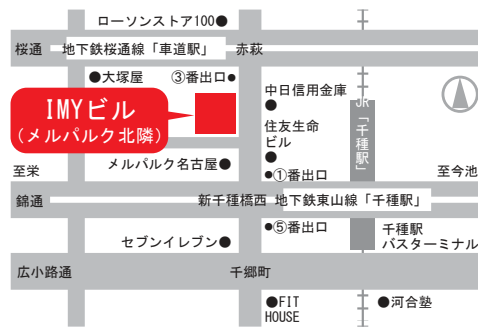 ローソンストア100●
桜通
地下鉄桜通線「車道駅」
赤萩
●大塚屋
③番出口●
IMYビル
(メルパルク北隣)
中日信用金庫
●
住友生命
ビル
●
JR「千種駅」
メルパルク名古屋●
●①番出口
至栄
至今池
錦通
新千種橋西
地下鉄東山線「千種駅」
セブンイレブン●
●⑤番出口
千種駅
バスターミナル
広小路通
千郷町
●FIT
HOUSE
●河合塾